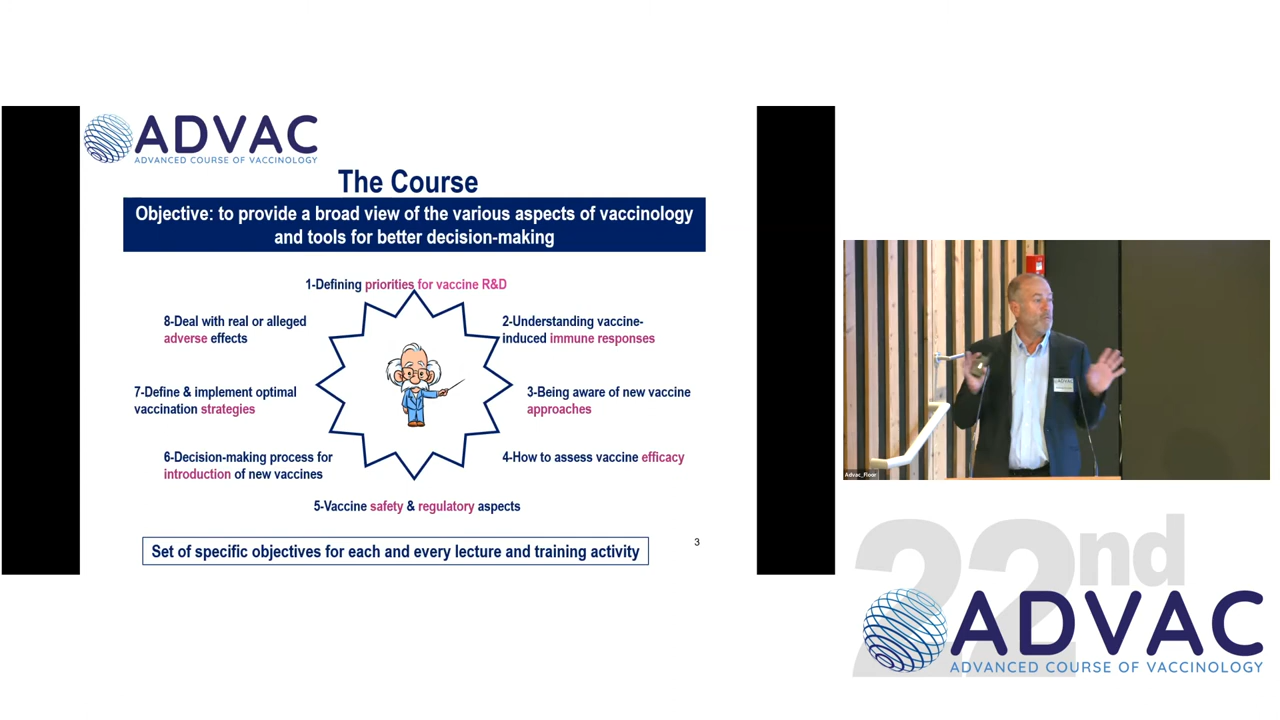 ADVAC
ADVANCED COURSE OF VACCINOLOGY
The Course
Objective: to provide a broad view of the various aspects of vaccinology
and tools for better decision-making
1-Defining priorities for vaccine R&D
2-Understanding vaccine-
induced immune responses
3-Being aware of new vaccine
approaches
4-How to assess vaccine efficacy
5-Vaccine safety & regulatory aspects
6-Decision-making process for
introduction of new vaccines
7-Define & implement optimal
vaccination strategies
8-Deal with real or alleged
adverse effects
Set of specific objectives for each and every lecture and training activity
3
ADVAC
Advac_Floor
22nd
ADVAC
ADVANCED COURSE OF VACCINOLOGY